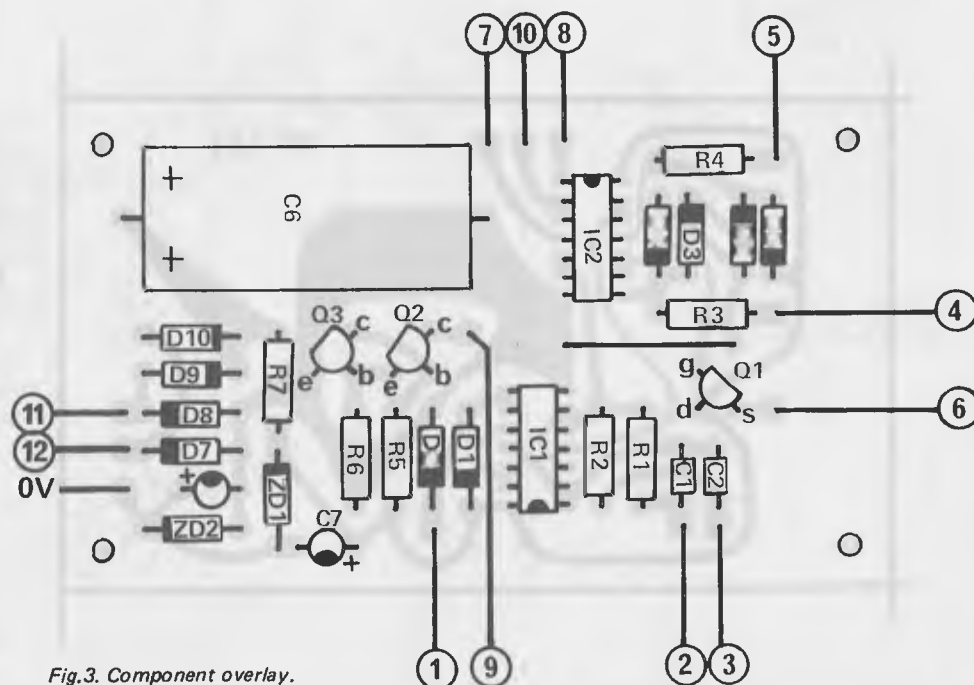 7 10 8 5
R4
C6
IC2
D3
R3
4
Q3 c
Q2 c
D10
R7
D9
e b
e b
g Q1
d s
6
11
D8
12
D7
0V
ZD1
R6
R5
D1
IC1
R2
R1
C1
C2
+
ZD2
C7
+
+
+
1 9 2 3
Fig.3. Component overlay.